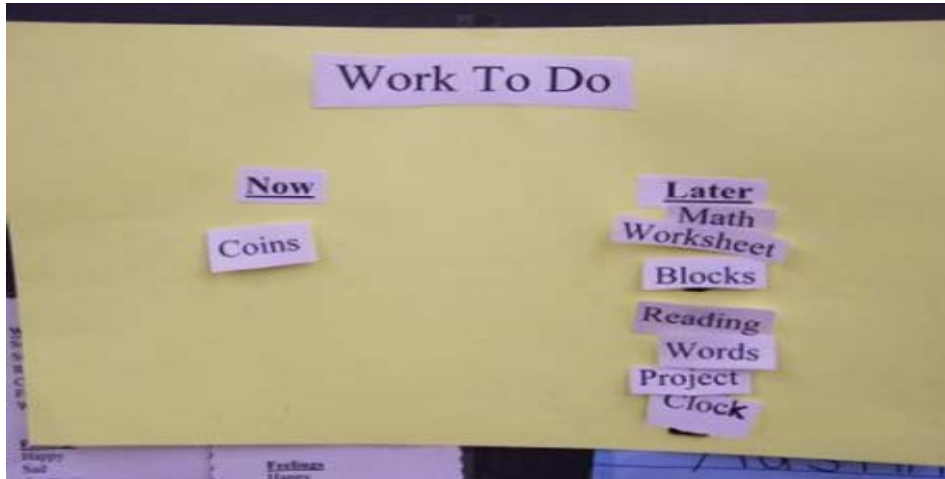 Work To Do
Now
Coins
Later
Math
Worksheet
Blocks
Reading
Words
Project
Clock
Happy
Sad
Feelings
Happy